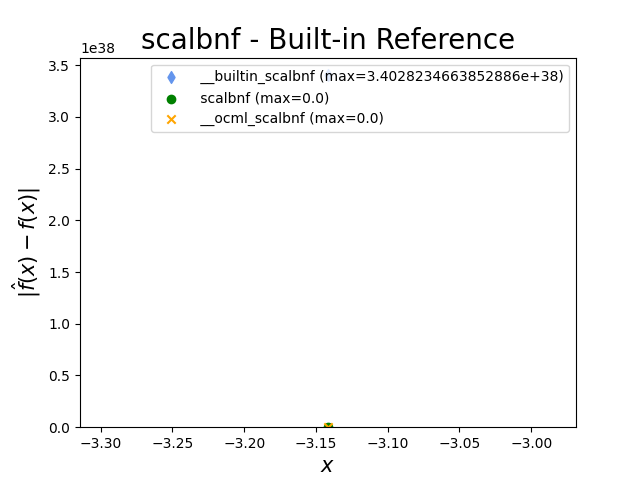 scalbnf - Built-in Reference
1e38
__builtin_scalbnf (max=3.4028234663852886e+38)
scalbnf (max=0.0)
__ocml_scalbnf (max=0.0)
3.5
3.0
2.5
2.0
1.5
1.0
0.5
0.0
|f̂(x) − f(x)|
−3.30 −3.25 −3.20 −3.15 −3.10 −3.05 −3.00
x